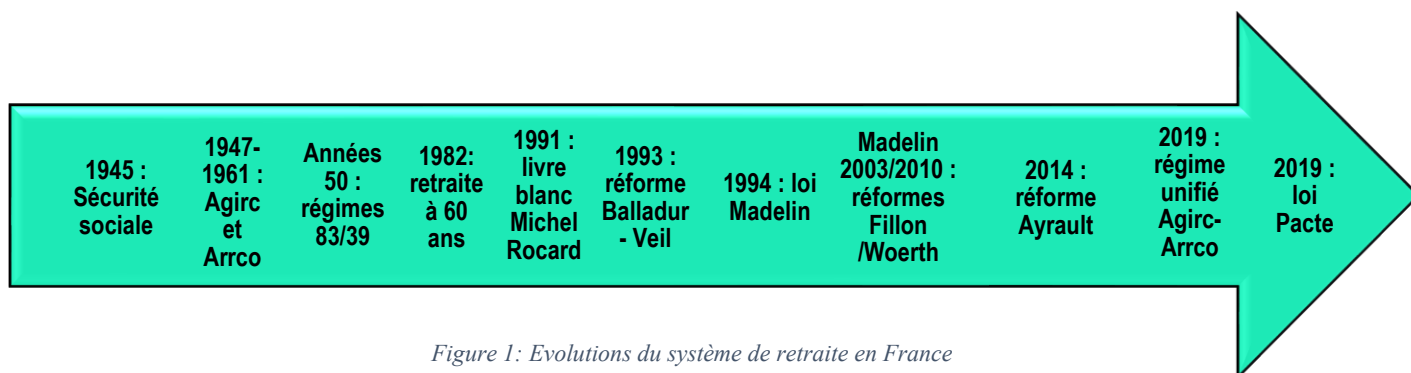 1945 :
Sécurité
sociale
1947-
1961 :
Agirc
et
Arrco
Années
50 :
régimes
83/39
1982:
retraite
à 60
ans
1991 :
livre
blanc
Michel
Rocard
1993 :
réforme
Balladur
- Veil
1994 : loi
Madelin
Madelin
2003/2010 :
réformes
Fillon
/Woerth
2014 :
réforme
Ayrault
2019 :
régime
unifié
Agirc-
Arrco
2019 :
loi
Pacte
Figure 1: Evolutions du système de retraite en France